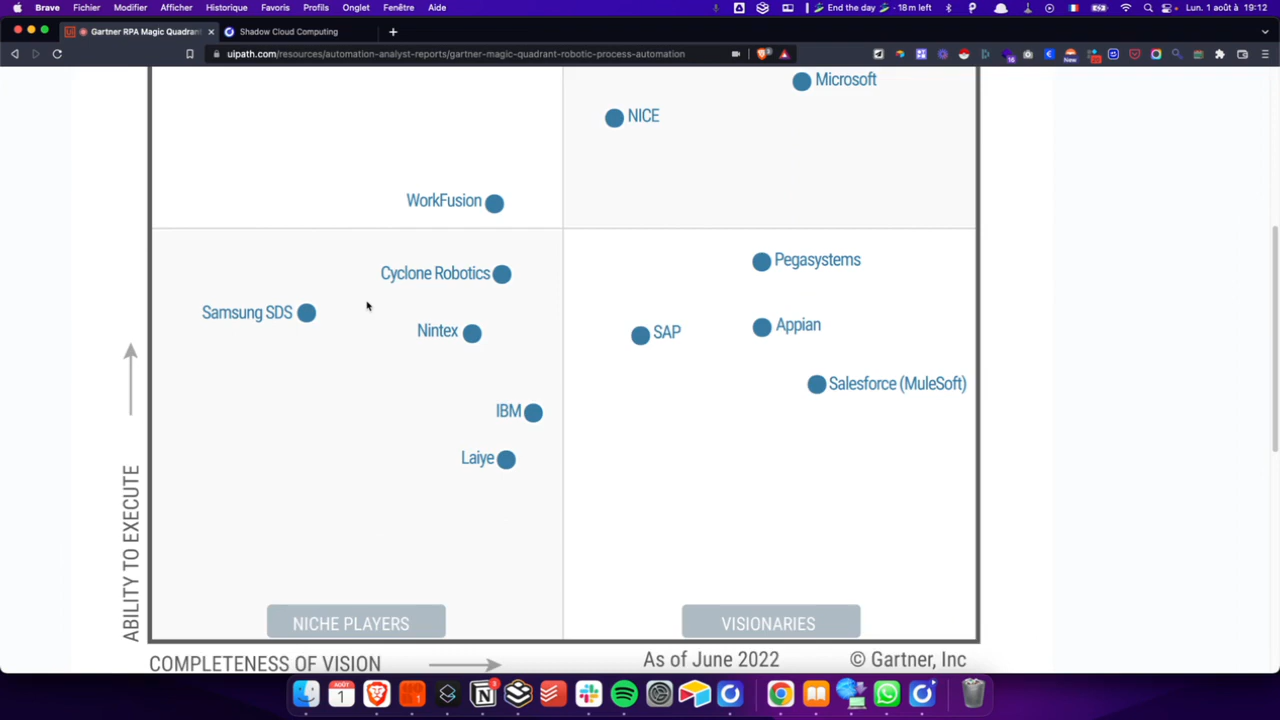 Brave Fichier Modifier Afficher Historique Favoris Profils Onglet Fenêtre Aide End the day - 18 m left Lun. 1 août à 19:12
Gartner RPA Magic Quadrant Shadow Cloud Computing
uipath.com/resources/automation-analyst-reports/gartner-magic-quadrant-robotic-process-automation
Microsoft
NICE
WorkFusion
Pegasystems
Cyclone Robotics
Samsung SDS
Nintex
SAP
Appian
Salesforce (MuleSoft)
IBM
Laiye
ABILITY TO EXECUTE
NICHE PLAYERS
VISIONARIES
COMPLETENESS OF VISION
As of June 2022
© Gartner, Inc
AOÛT
1